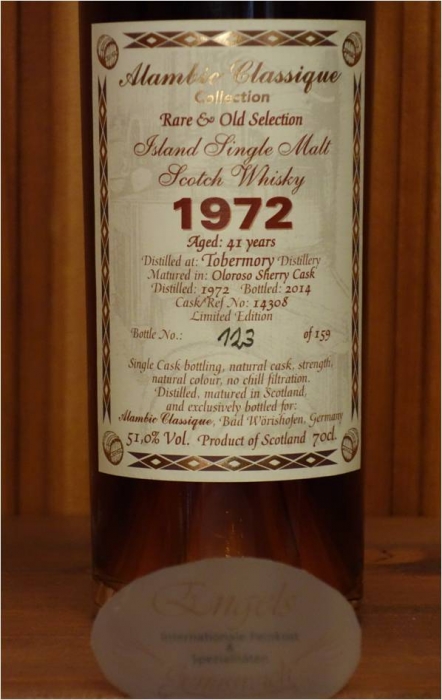 Alambic Classique
Collection
Rare & Old Selection
Island Single Malt
Scotch Whisky
1972
Aged: 41 years
Distilled at: Tobermory Distillery
Matured in: Oloroso Sherry Cask
Distilled: 1972 Bottled: 2014
Cask/Ref No: 14308
Limited Edition
Bottle No.: 123 of 159
Single Cask bottling, natural cask, strength,
natural colour, no chill filtration.
Distilled, matured in Scotland,
and exclusively bottled for:
Alambic Classique, Bad Wörishofen, Germany
51,0% Vol. Product of Scotland 70cl.
Engels
internationale Feinkost
&
Spezialitäten